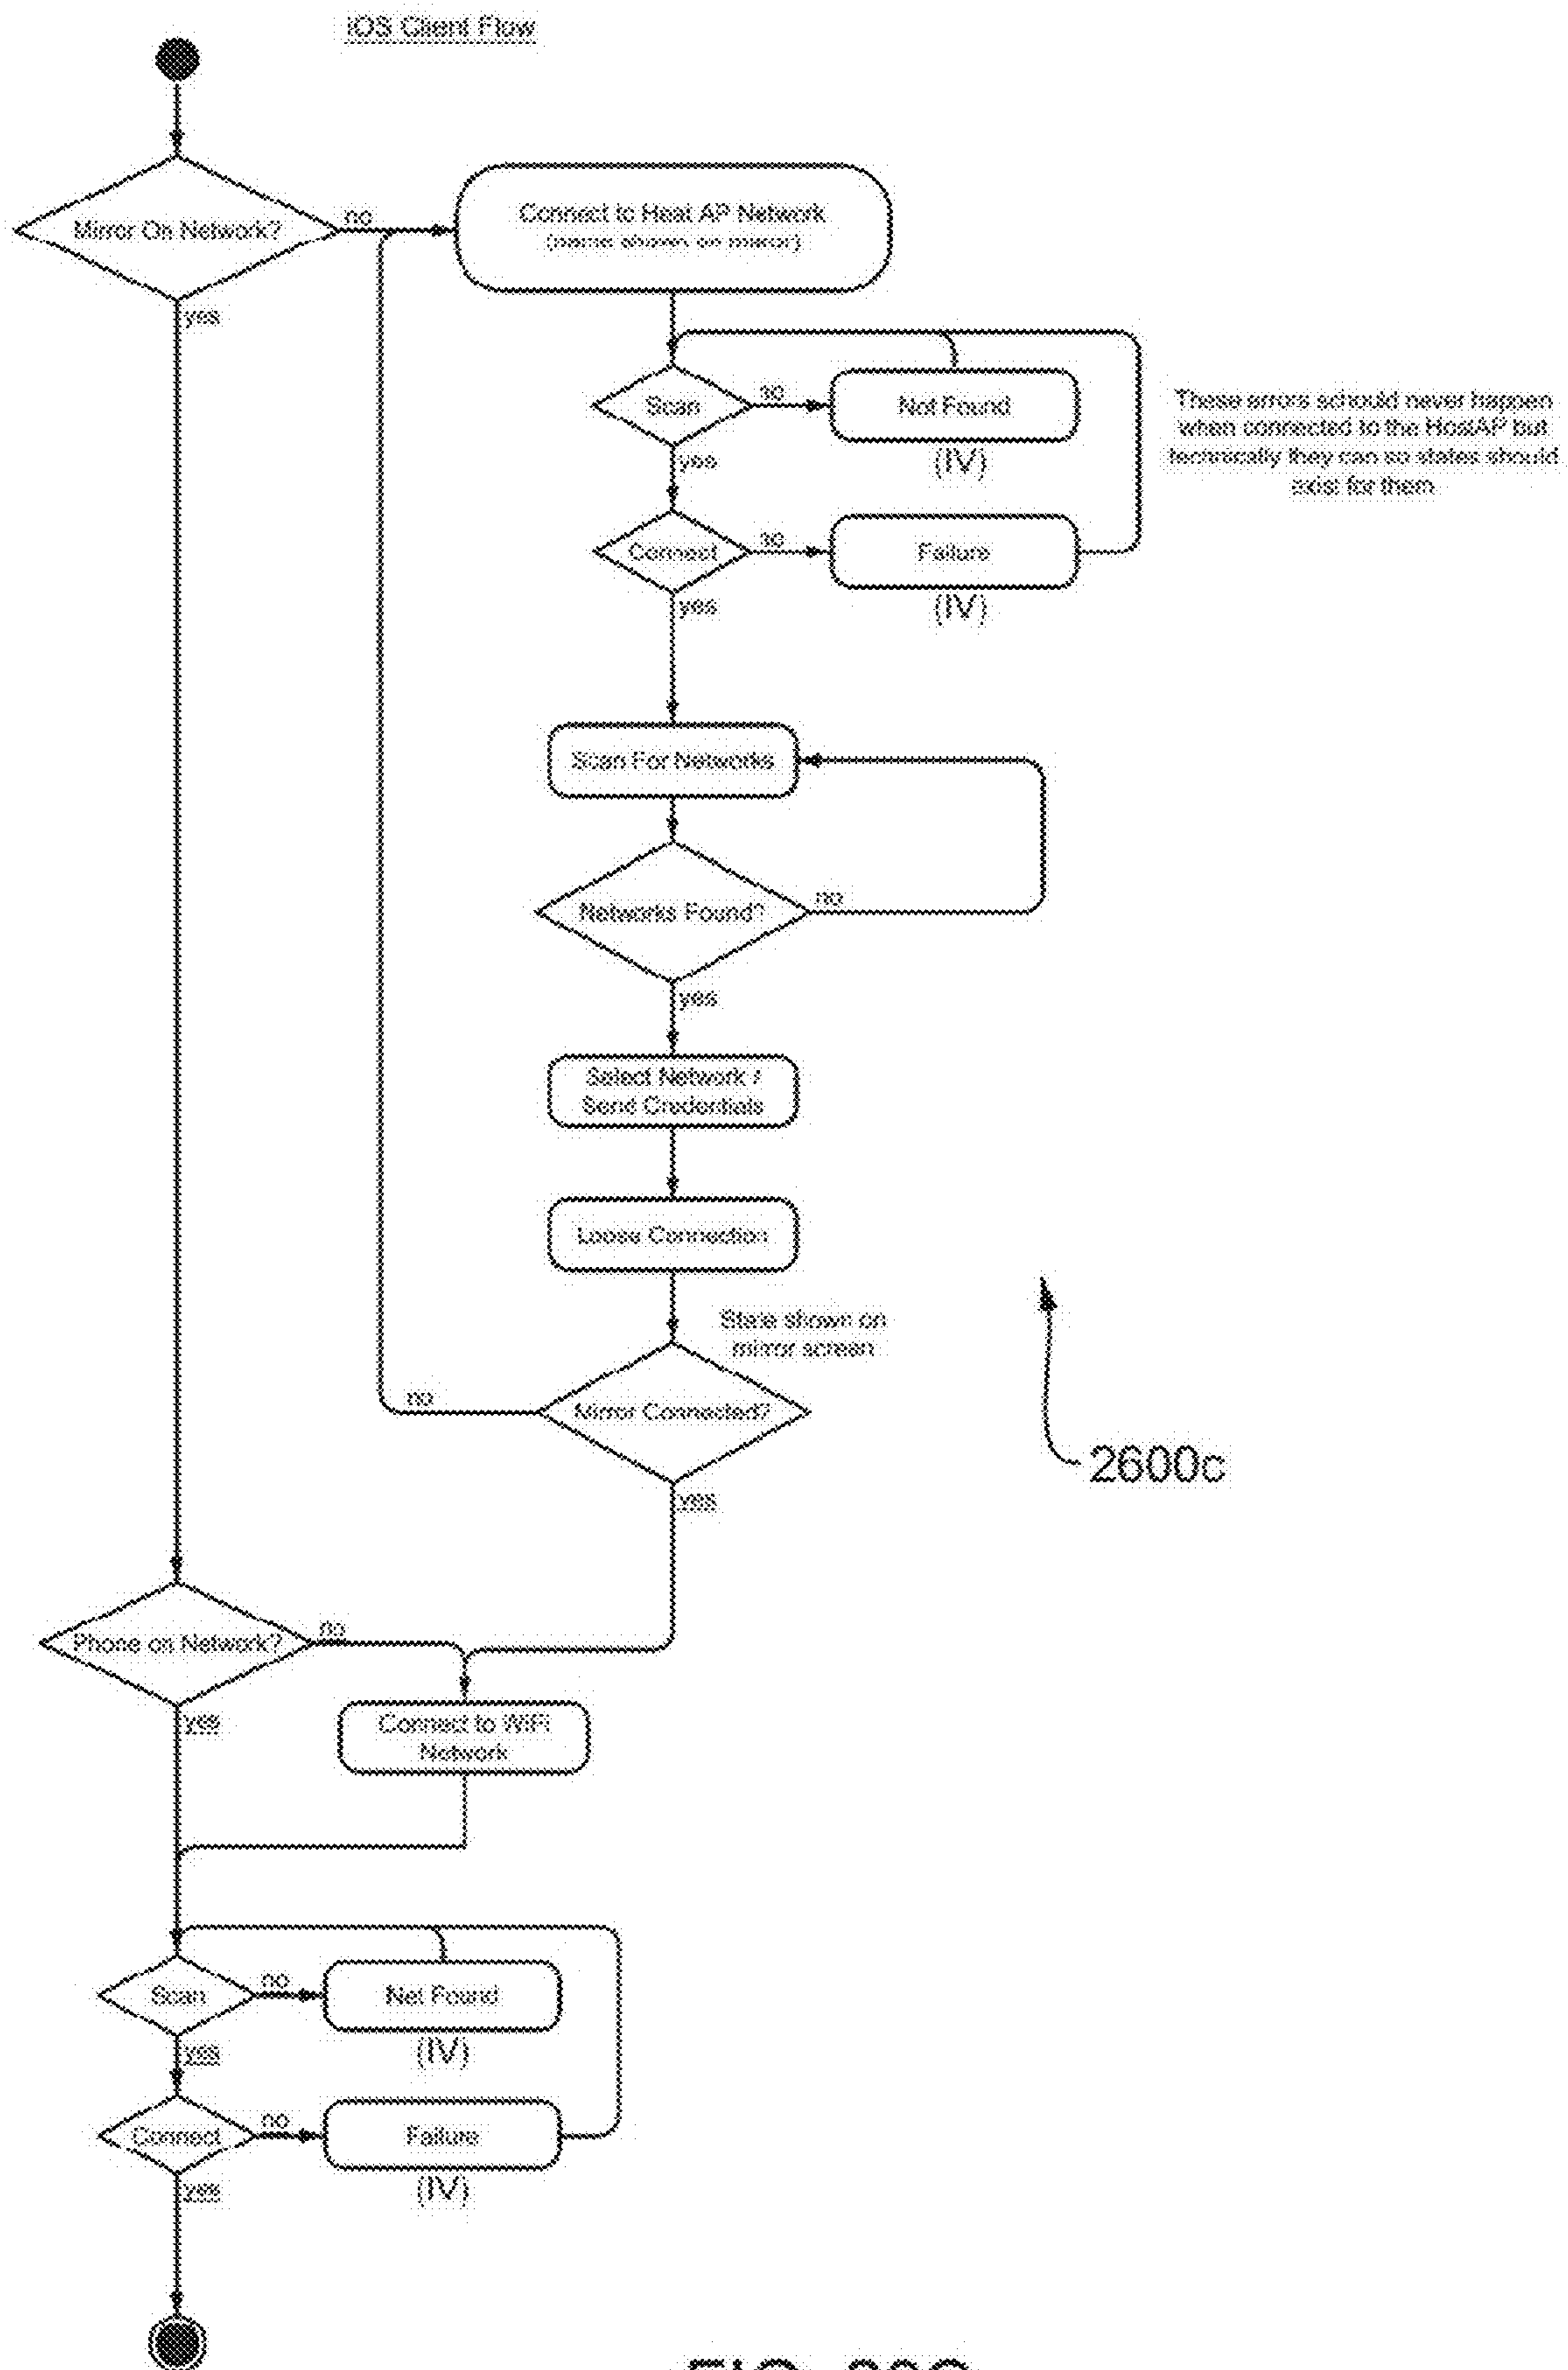 iOS Client Flow
Mirror On Network?
no
yes
Connect to Heat AP Network
(name shown on mirror)
Scan
no
Not Found
(IV)
yes
These errors schould never happen
when connected to the HostAP but
technically they can so states should
exist for them
Connect
no
Failure
(IV)
yes
Scan For Networks
Networks Found?
no
yes
Select Network /
Send Credentials
Loose Connection
State shown on
mirror screen
Mirror Connected?
no
yes
2600c
Phone on Network?
no
yes
Connect to WiFi
Network
Scan
no
Not Found
(IV)
yes
Connect
no
Failure
(IV)
yes